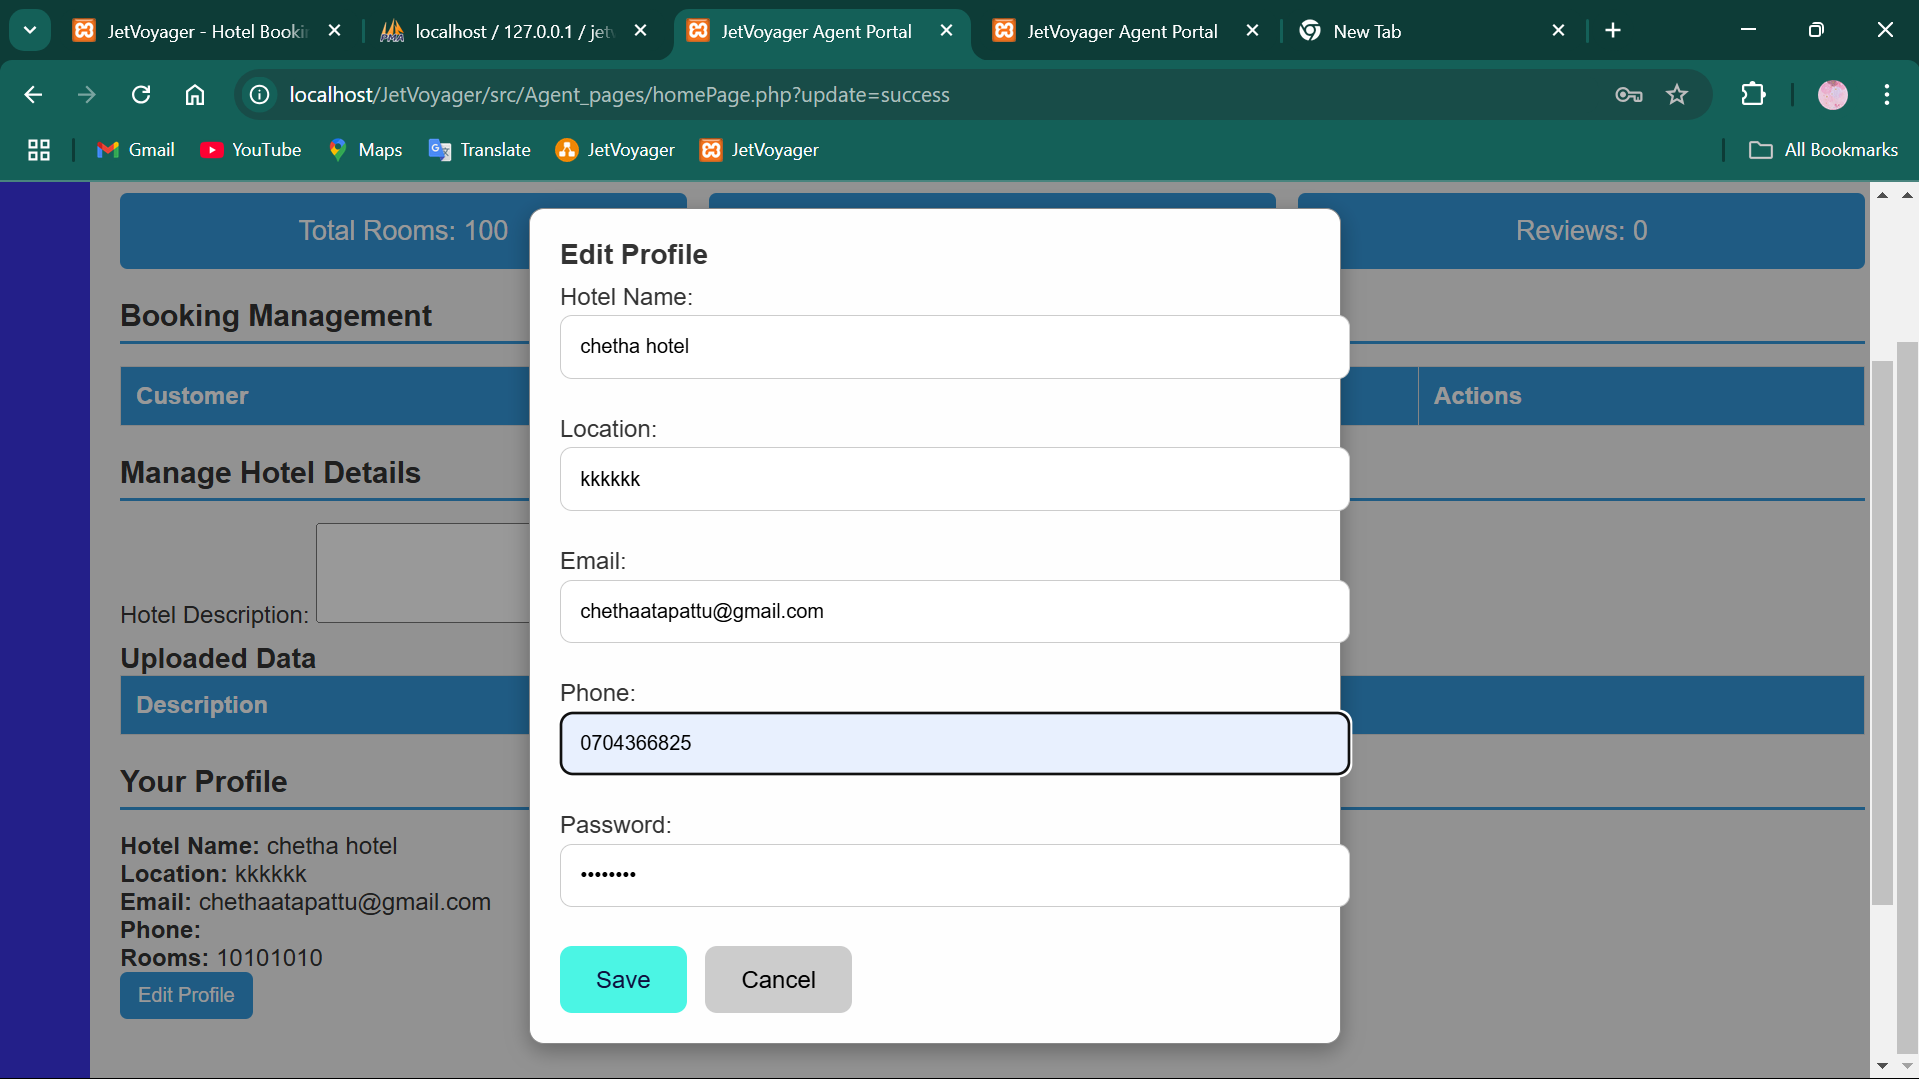 JetVoyager - Hotel Booki
localhost / 127.0.0.1 / jet
JetVoyager Agent Portal
JetVoyager Agent Portal
New Tab
localhost/JetVoyager/src/Agent_pages/homePage.php?update=success
Gmail
YouTube
Maps
Translate
JetVoyager
JetVoyager
All Bookmarks
Total Rooms: 100
Reviews: 0
Booking Management
Customer
Actions
Manage Hotel Details
Hotel Description:
Uploaded Data
Description
Your Profile
Hotel Name: chetha hotel
Location: kkkkkk
Email: chethaatapattu@gmail.com
Phone:
Rooms: 10101010
Edit Profile
Edit Profile
Hotel Name:
chetha hotel
Location:
kkkkkk
Email:
chethaatapattu@gmail.com
Phone:
0704366825
Password:
••••••••
Save
Cancel